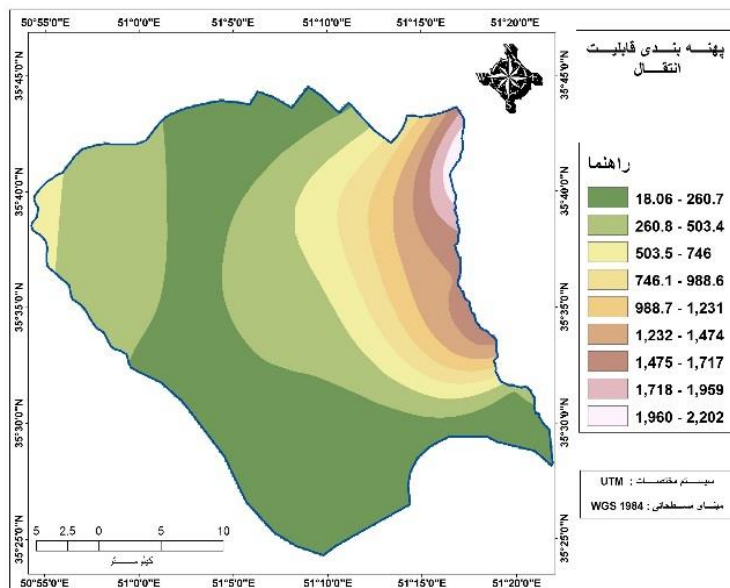 50°55'0"E 51°0'0"E 51°5'0"E 51°10'0"E 51°15'0"E 51°20'0"E
35°45'0"N 35°45'0"N
35°40'0"N 35°40'0"N
35°35'0"N 35°35'0"N
35°30'0"N 35°30'0"N
35°25'0"N 35°25'0"N
50°55'0"E 51°0'0"E 51°5'0"E 51°10'0"E 51°15'0"E 51°20'0"E
5 2.5 0 5 10
کیلو متر
پهنه بندی قابلیت
انتقال
راهنما
18.06 - 260.7
260.8 - 503.4
503.5 - 746
746.1 - 988.6
988.7 - 1,231
1,232 - 1,474
1,475 - 1,717
1,718 - 1,959
1,960 - 2,202
سیستم مختصات : UTM
مبنای مسطحاتی : WGS 1984